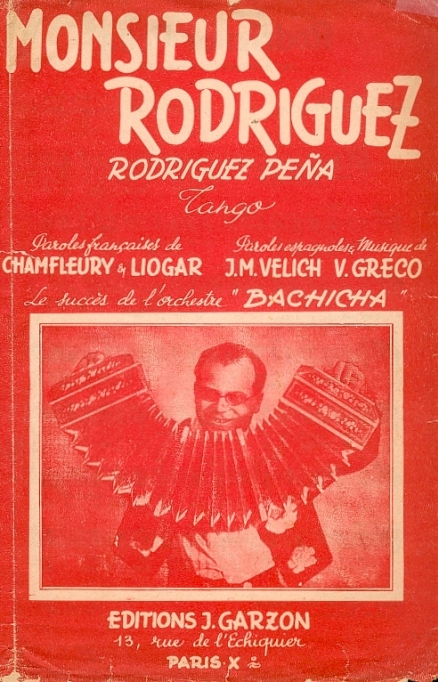 MONSIEUR
RODRIGUEZ
RODRIGUEZ PEÑA
Tango
Paroles françaises de
CHAMFLEURY & LIOGAR
Paroles espagnoles, Musique de
J.M. VELICH V. GRECO
Le succès de l'orchestre "BACHICHA"
EDITIONS J. GARZON
13, rue de l'Echiquier
PARIS X e